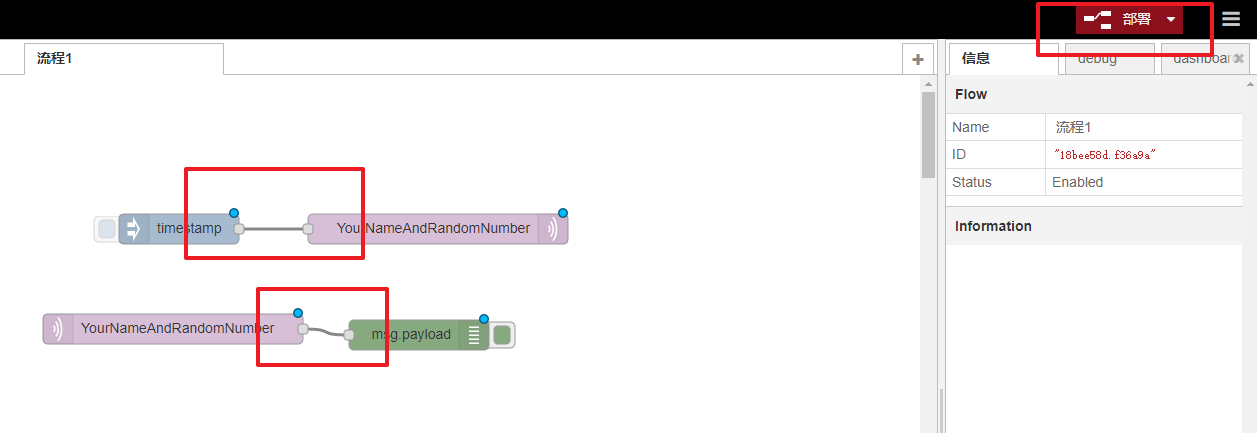 部署
流程1
信息
debug
dashboar
Flow
Name 流程1
ID "18bee58d.f36a9a"
Status Enabled
Information
timestamp
YourNameAndRandomNumber
YourNameAndRandomNumber
msg.payload